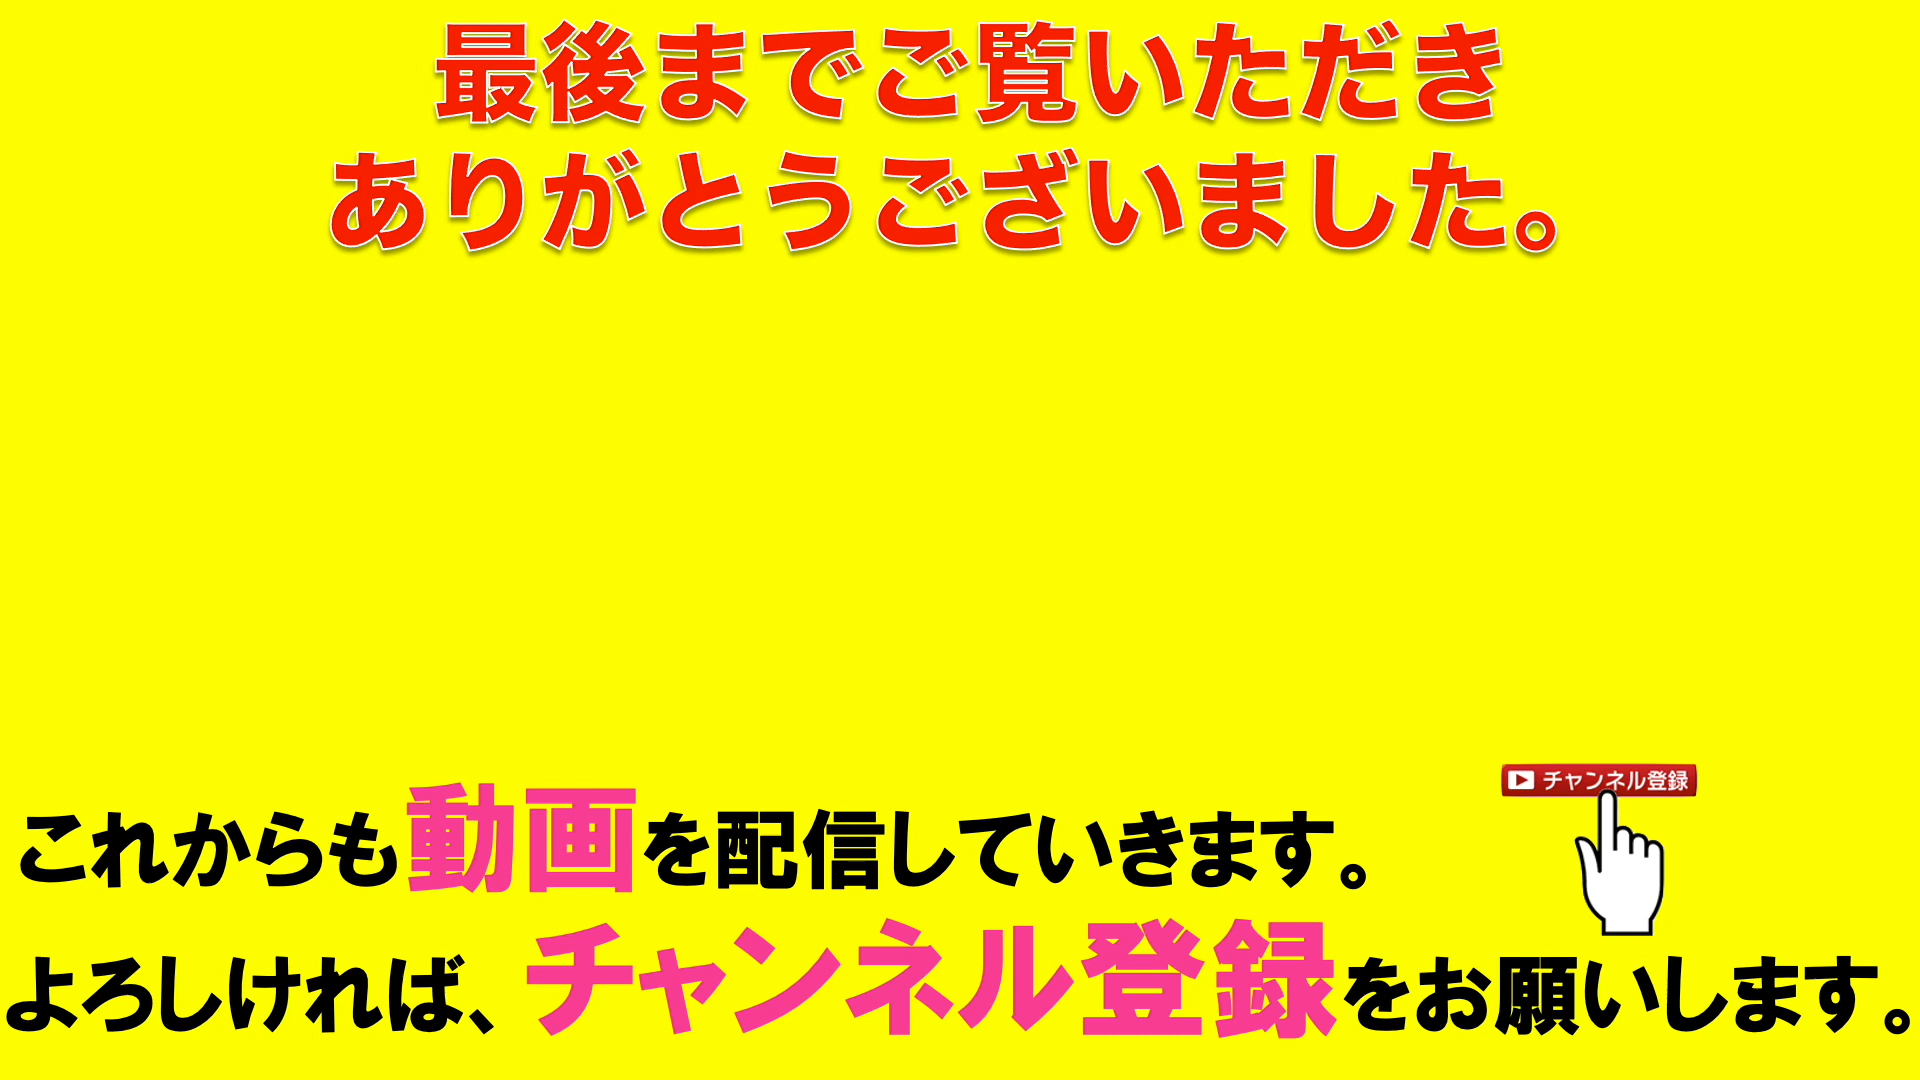 最後までご覧いただき
ありがとうございました。
チャンネル登録
これからも動画を配信していきます。
よろしければ、チャンネル登録をお願いします。